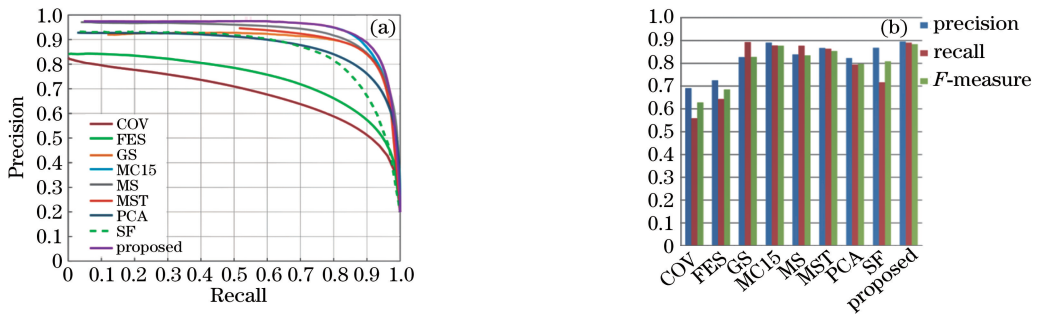 (a)
Precision
1.0
0.9
0.8
0.7
0.6
0.5
0.4
0.3
0.2
0.1
0
COV
FES
GS
MC15
MS
MST
PCA
SF
proposed
0 0.1 0.2 0.3 0.4 0.5 0.6 0.7 0.8 0.9 1.0
Recall
(b)
1.0
0.9
0.8
0.7
0.6
0.5
0.4
0.3
0.2
0.1
0
precision
recall
F-measure
COV FES GS MC15 MS MST PCA SF proposed